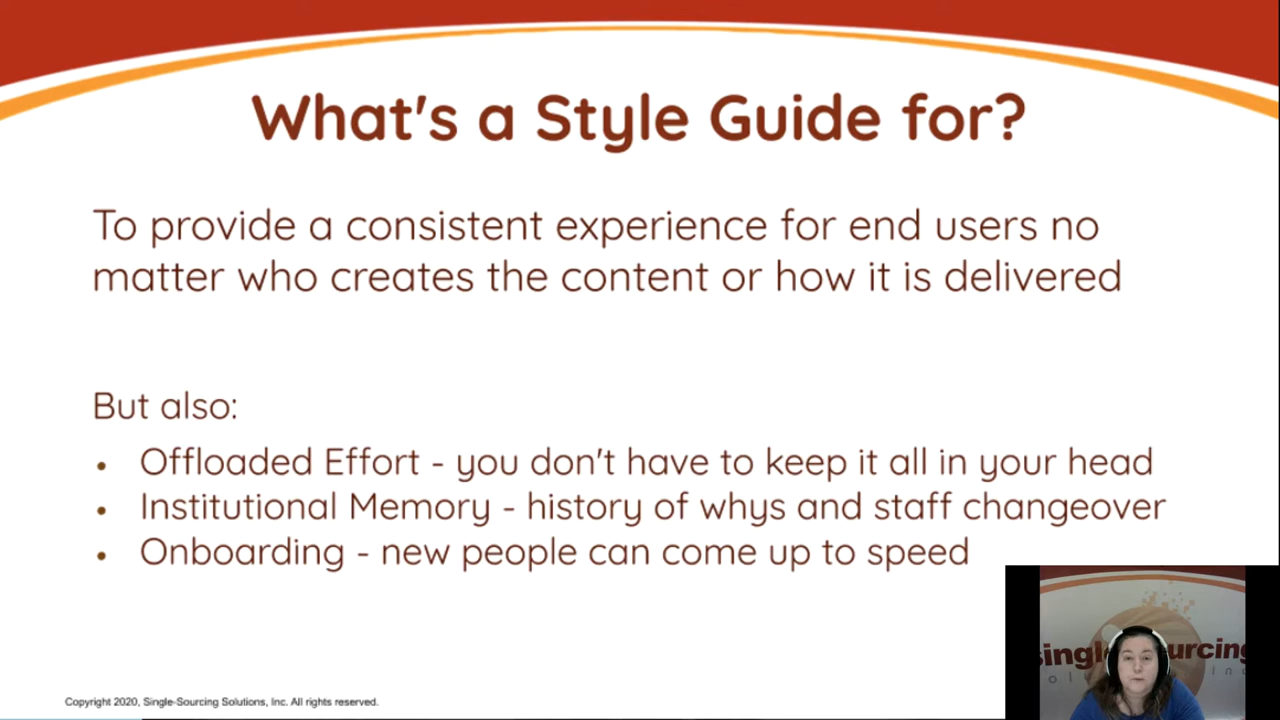 What's a Style Guide for?
To provide a consistent experience for end users no
matter who creates the content or how it is delivered
But also:
• Offloaded Effort - you don't have to keep it all in your head
• Institutional Memory - history of whys and staff changeover
• Onboarding - new people can come up to speed
Copyright 2020, Single-Sourcing Solutions, Inc. All rights reserved.